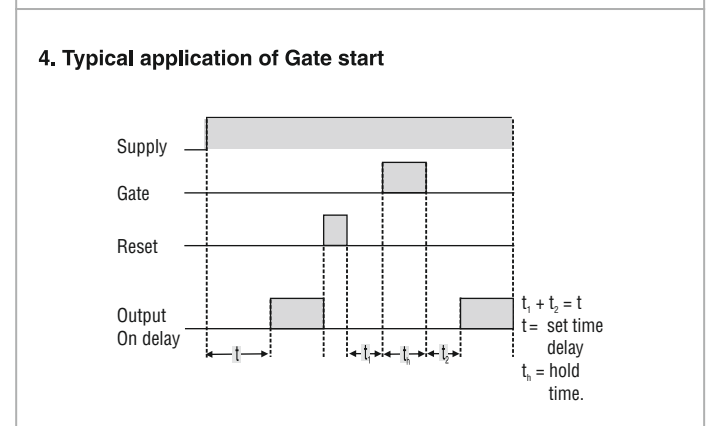 4. Typical application of Gate start
Supply
Gate
Reset
Output
On delay
t
t₁
tₕ
t₂
t₁ + t₂ = t
t = set time
delay
tₕ = hold
time.